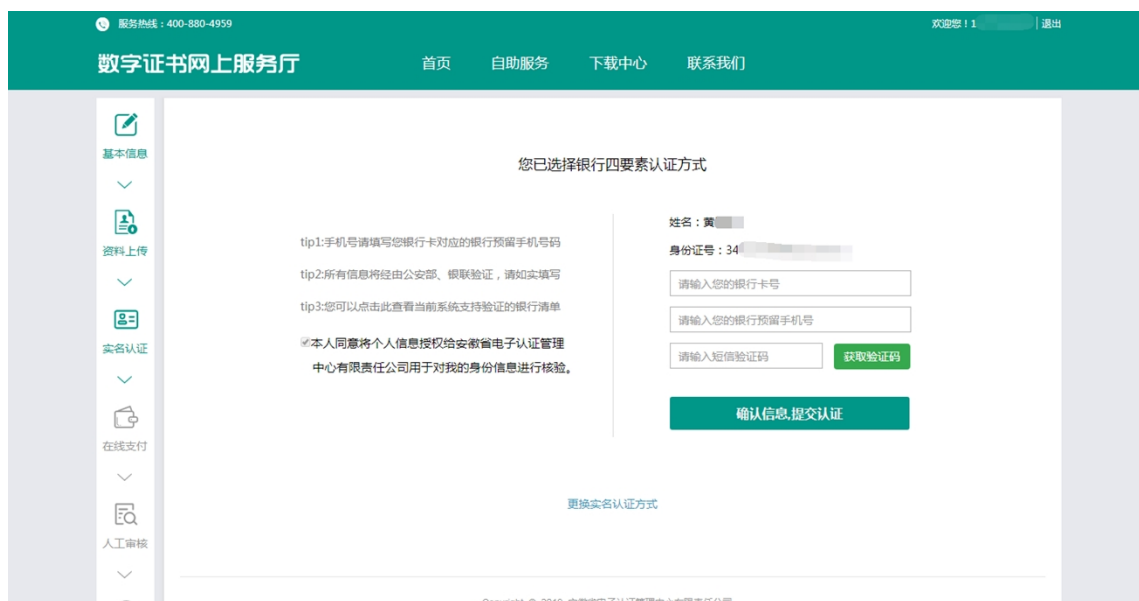 服务热线：400-880-4959
欢迎您！1
退出
数字证书网上服务厅
首页
自助服务
下载中心
联系我们
基本信息
资料上传
实名认证
在线支付
人工审核
您已选择银行四要素认证方式
tip1:手机号请填写您银行卡对应的银行预留手机号码
tip2:所有信息将经由公安部、银联验证，请如实填写
tip3:您可以点击此查看当前系统支持验证的银行清单
本人同意将个人信息授权给安徽省电子认证管理
中心有限责任公司用于对我的身份信息进行核验。
姓名：黄
身份证号：34
请输入您的银行卡号
请输入您的银行预留手机号
请输入短信验证码
获取验证码
确认信息,提交认证
更换实名认证方式